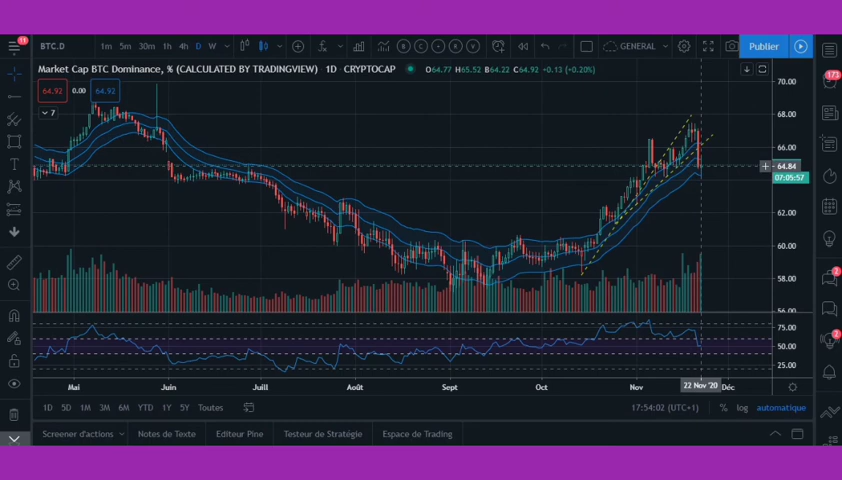 11 BTC.D 1m 5m 30m 1h 4h D W B C R V GENERAL Publier
Market Cap BTC Dominance, % (CALCULATED BY TRADINGVIEW) 1D CRYPTOCAP O64.77 H65.52 B64.22 C64.92 +0.13 (+0.20%)
64.92 0.00 64.92
7
173
70.00
68.00
66.00
64.84
07:05:57
62.00
60.00
58.00
56.00
75.00
50.00
25.00
2
2
Mai Juin Juill Août Sept Oct Nov 22 Nov '20 Déc
1D 5D 1M 3M 6M YTD 1Y 5Y Toutes 17:54:02 (UTC+1) % log automatique
Screener d'actions Notes de Texte Editeur Pine Testeur de Stratégie Espace de Trading